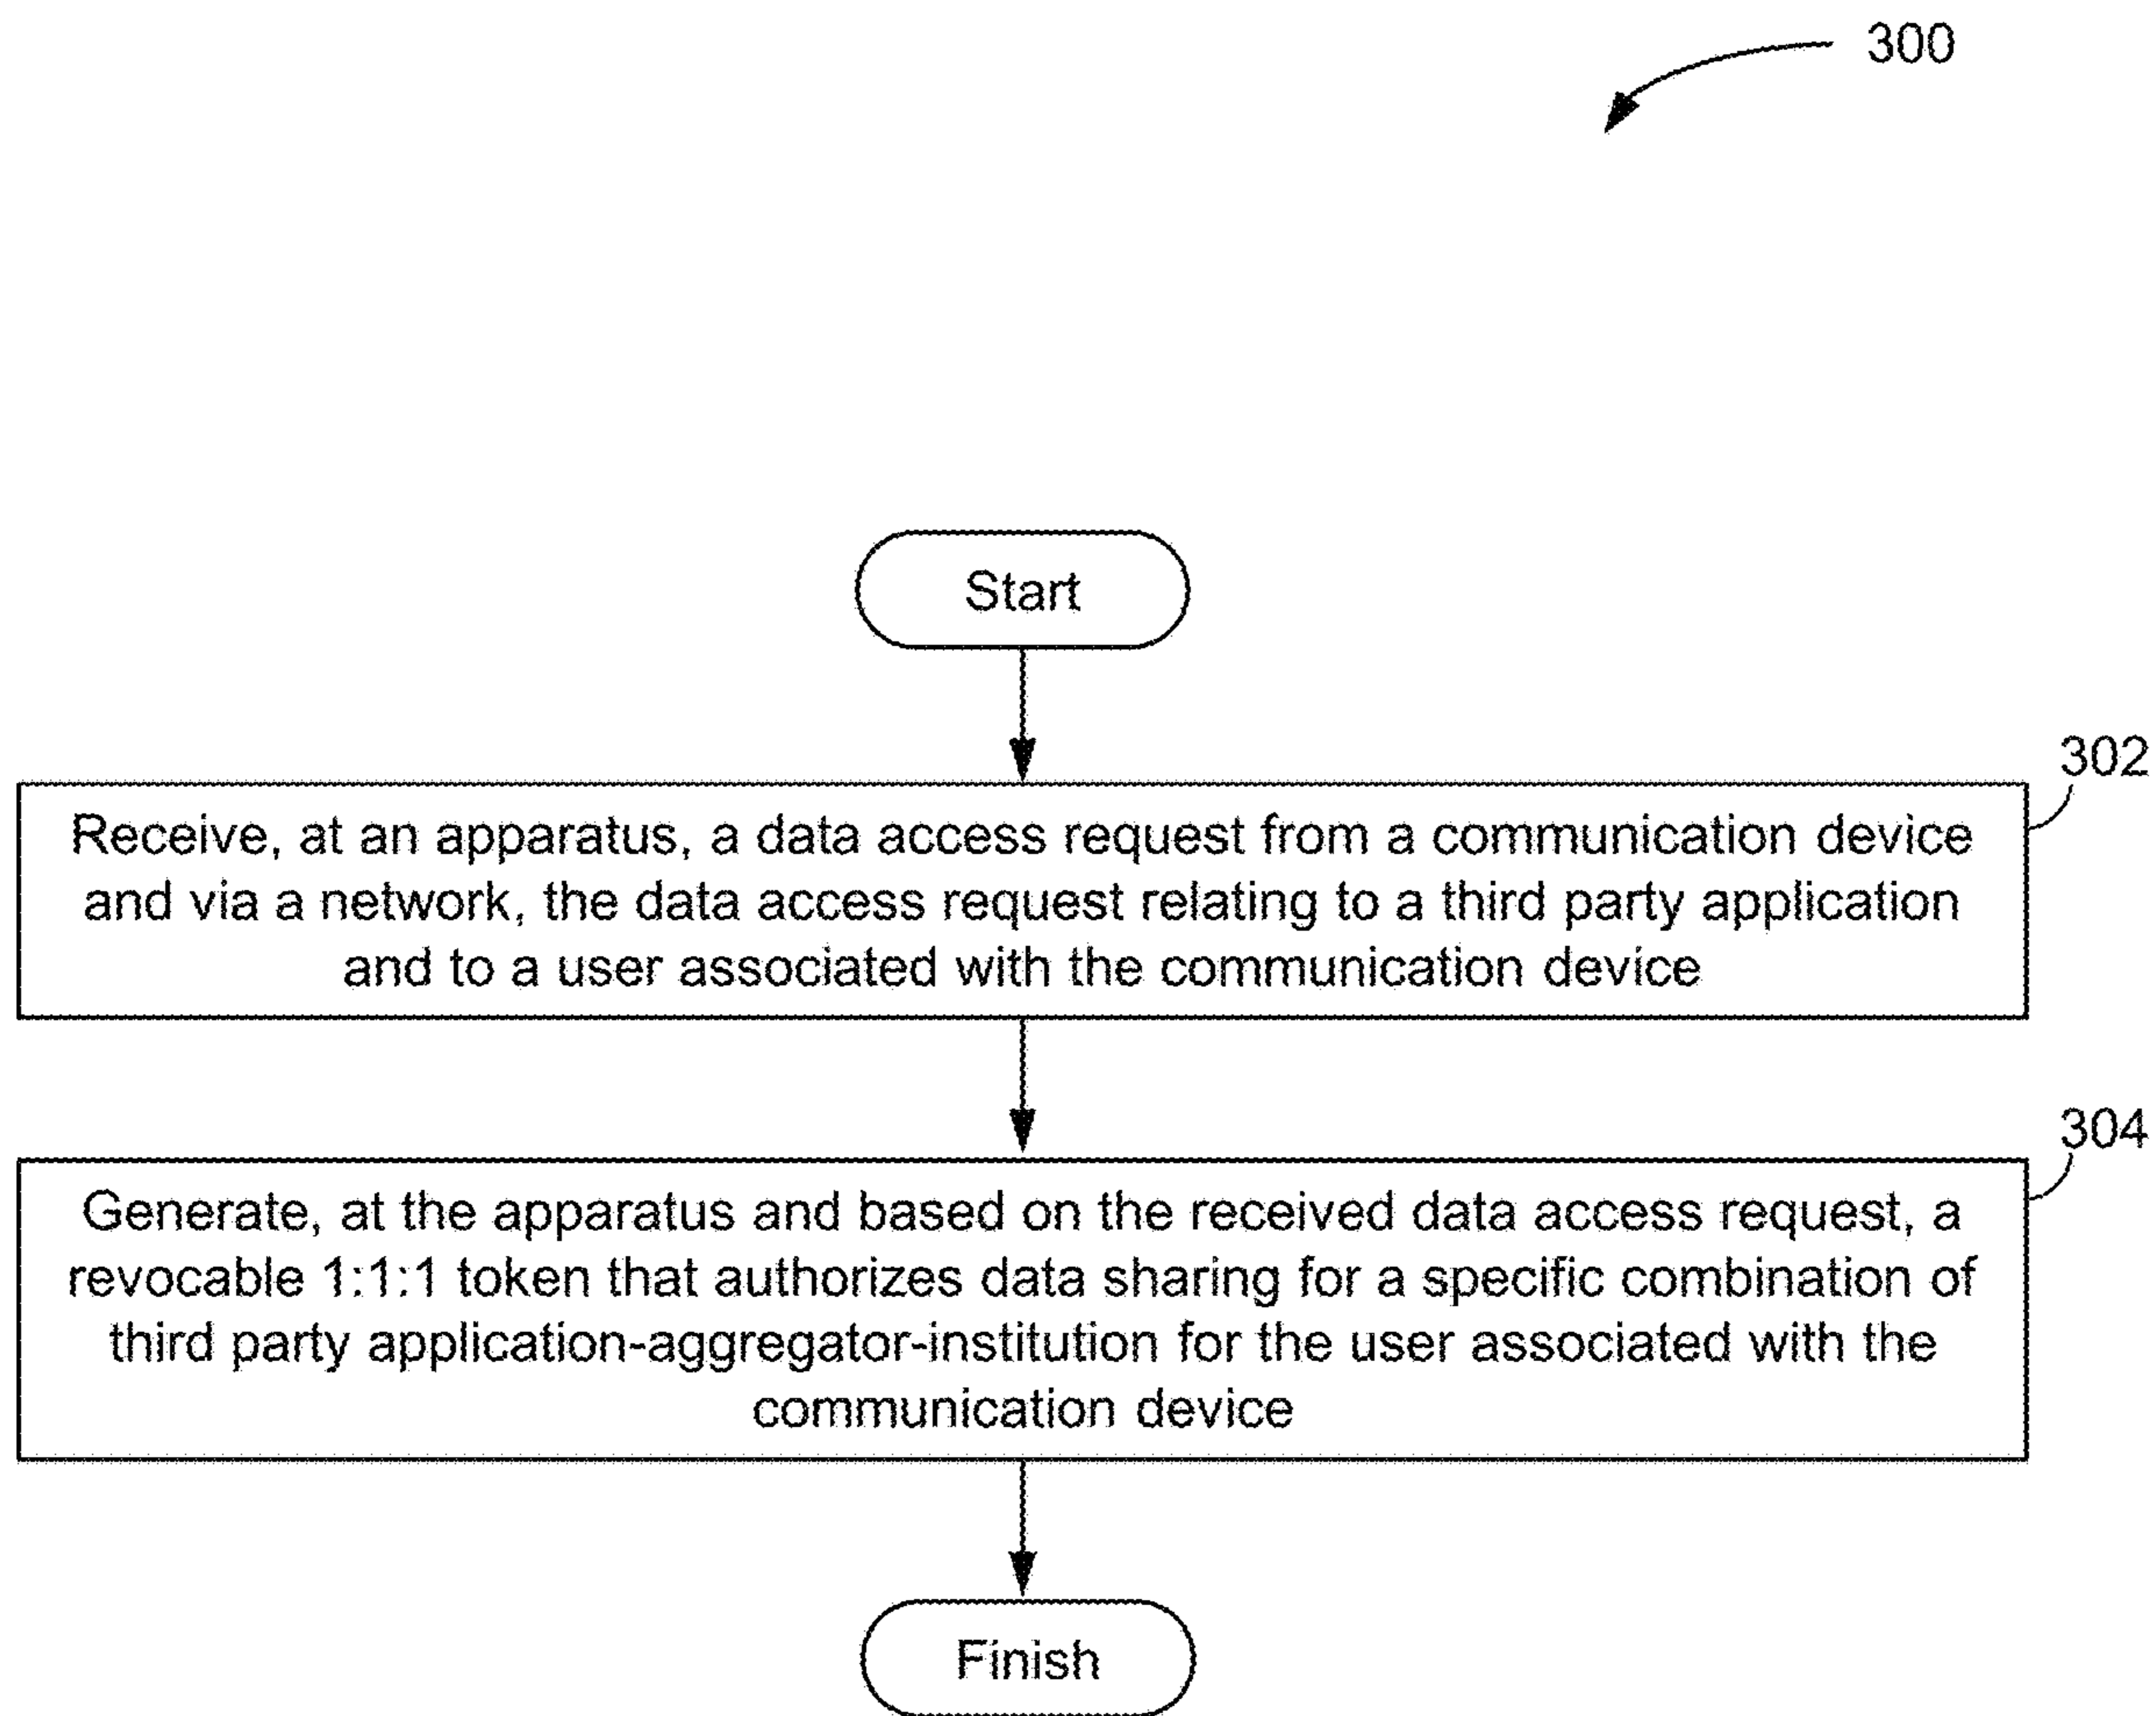 300
Start
302
Receive, at an apparatus, a data access request from a communication device
and via a network, the data access request relating to a third party application
and to a user associated with the communication device
304
Generate, at the apparatus and based on the received data access request, a
revocable 1:1:1 token that authorizes data sharing for a specific combination of
third party application-aggregator-institution for the user associated with the
communication device
Finish